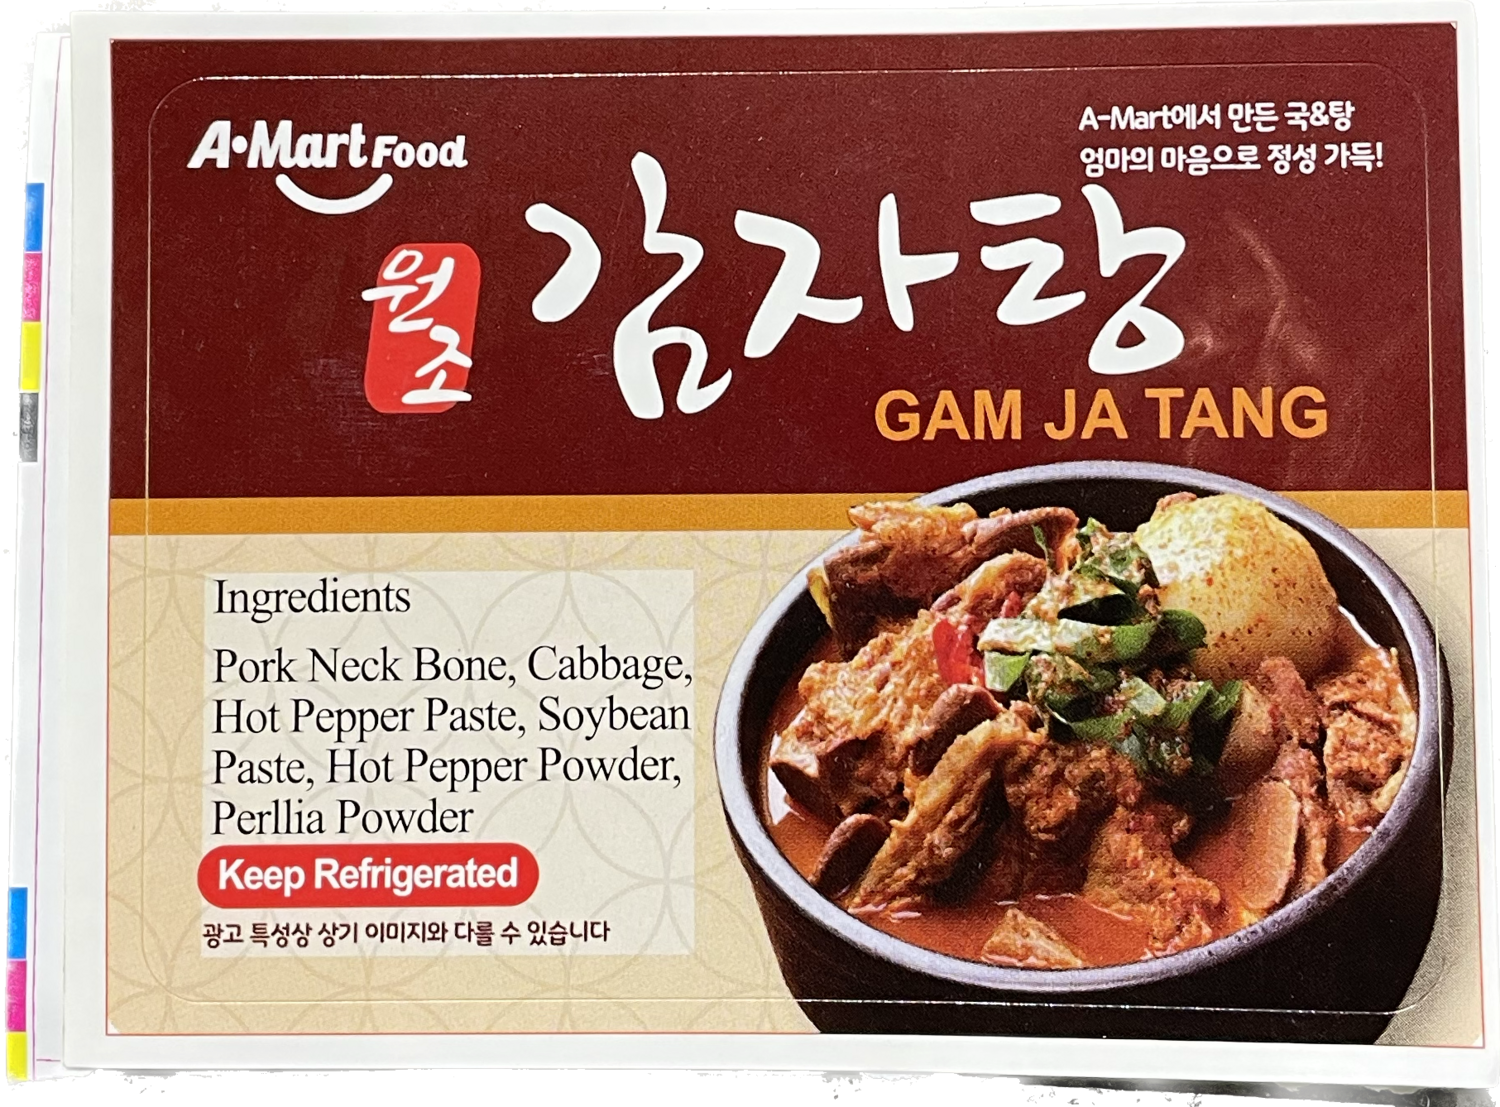 A•Mart Food
A-Mart에서 만든 국&탕
엄마의 마음으로 정성 가득!
원조
감자탕
GAM JA TANG
Ingredients
Pork Neck Bone, Cabbage,
Hot Pepper Paste, Soybean
Paste, Hot Pepper Powder,
Perllia Powder
Keep Refrigerated
광고 특성상 상기 이미지와 다를 수 있습니다